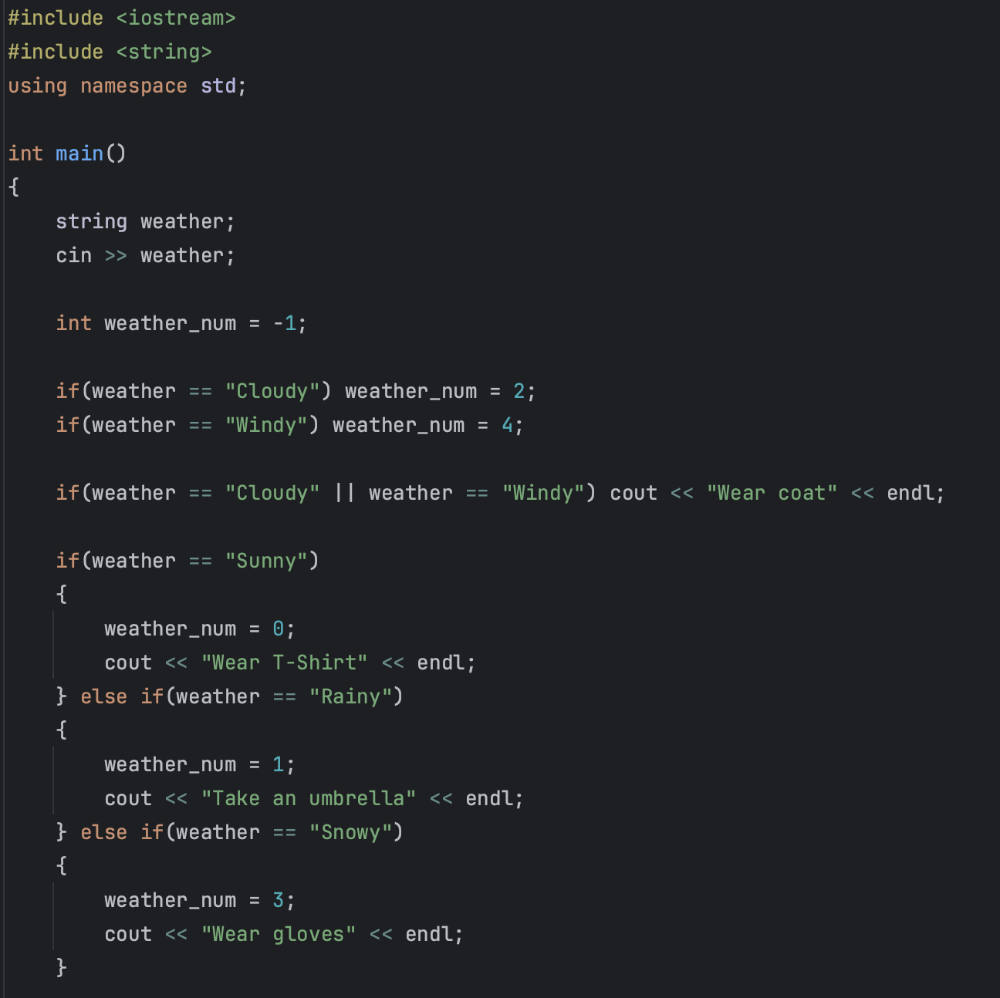 #include <iostream>
#include <string>
using namespace std;

int main()
{
    string weather;
    cin >> weather;

    int weather_num = -1;

    if(weather == "Cloudy") weather_num = 2;
    if(weather == "Windy") weather_num = 4;

    if(weather == "Cloudy" || weather == "Windy") cout << "Wear coat" << endl;

    if(weather == "Sunny")
    {
        weather_num = 0;
        cout << "Wear T-Shirt" << endl;
    } else if(weather == "Rainy")
    {
        weather_num = 1;
        cout << "Take an umbrella" << endl;
    } else if(weather == "Snowy")
    {
        weather_num = 3;
        cout << "Wear gloves" << endl;
    }